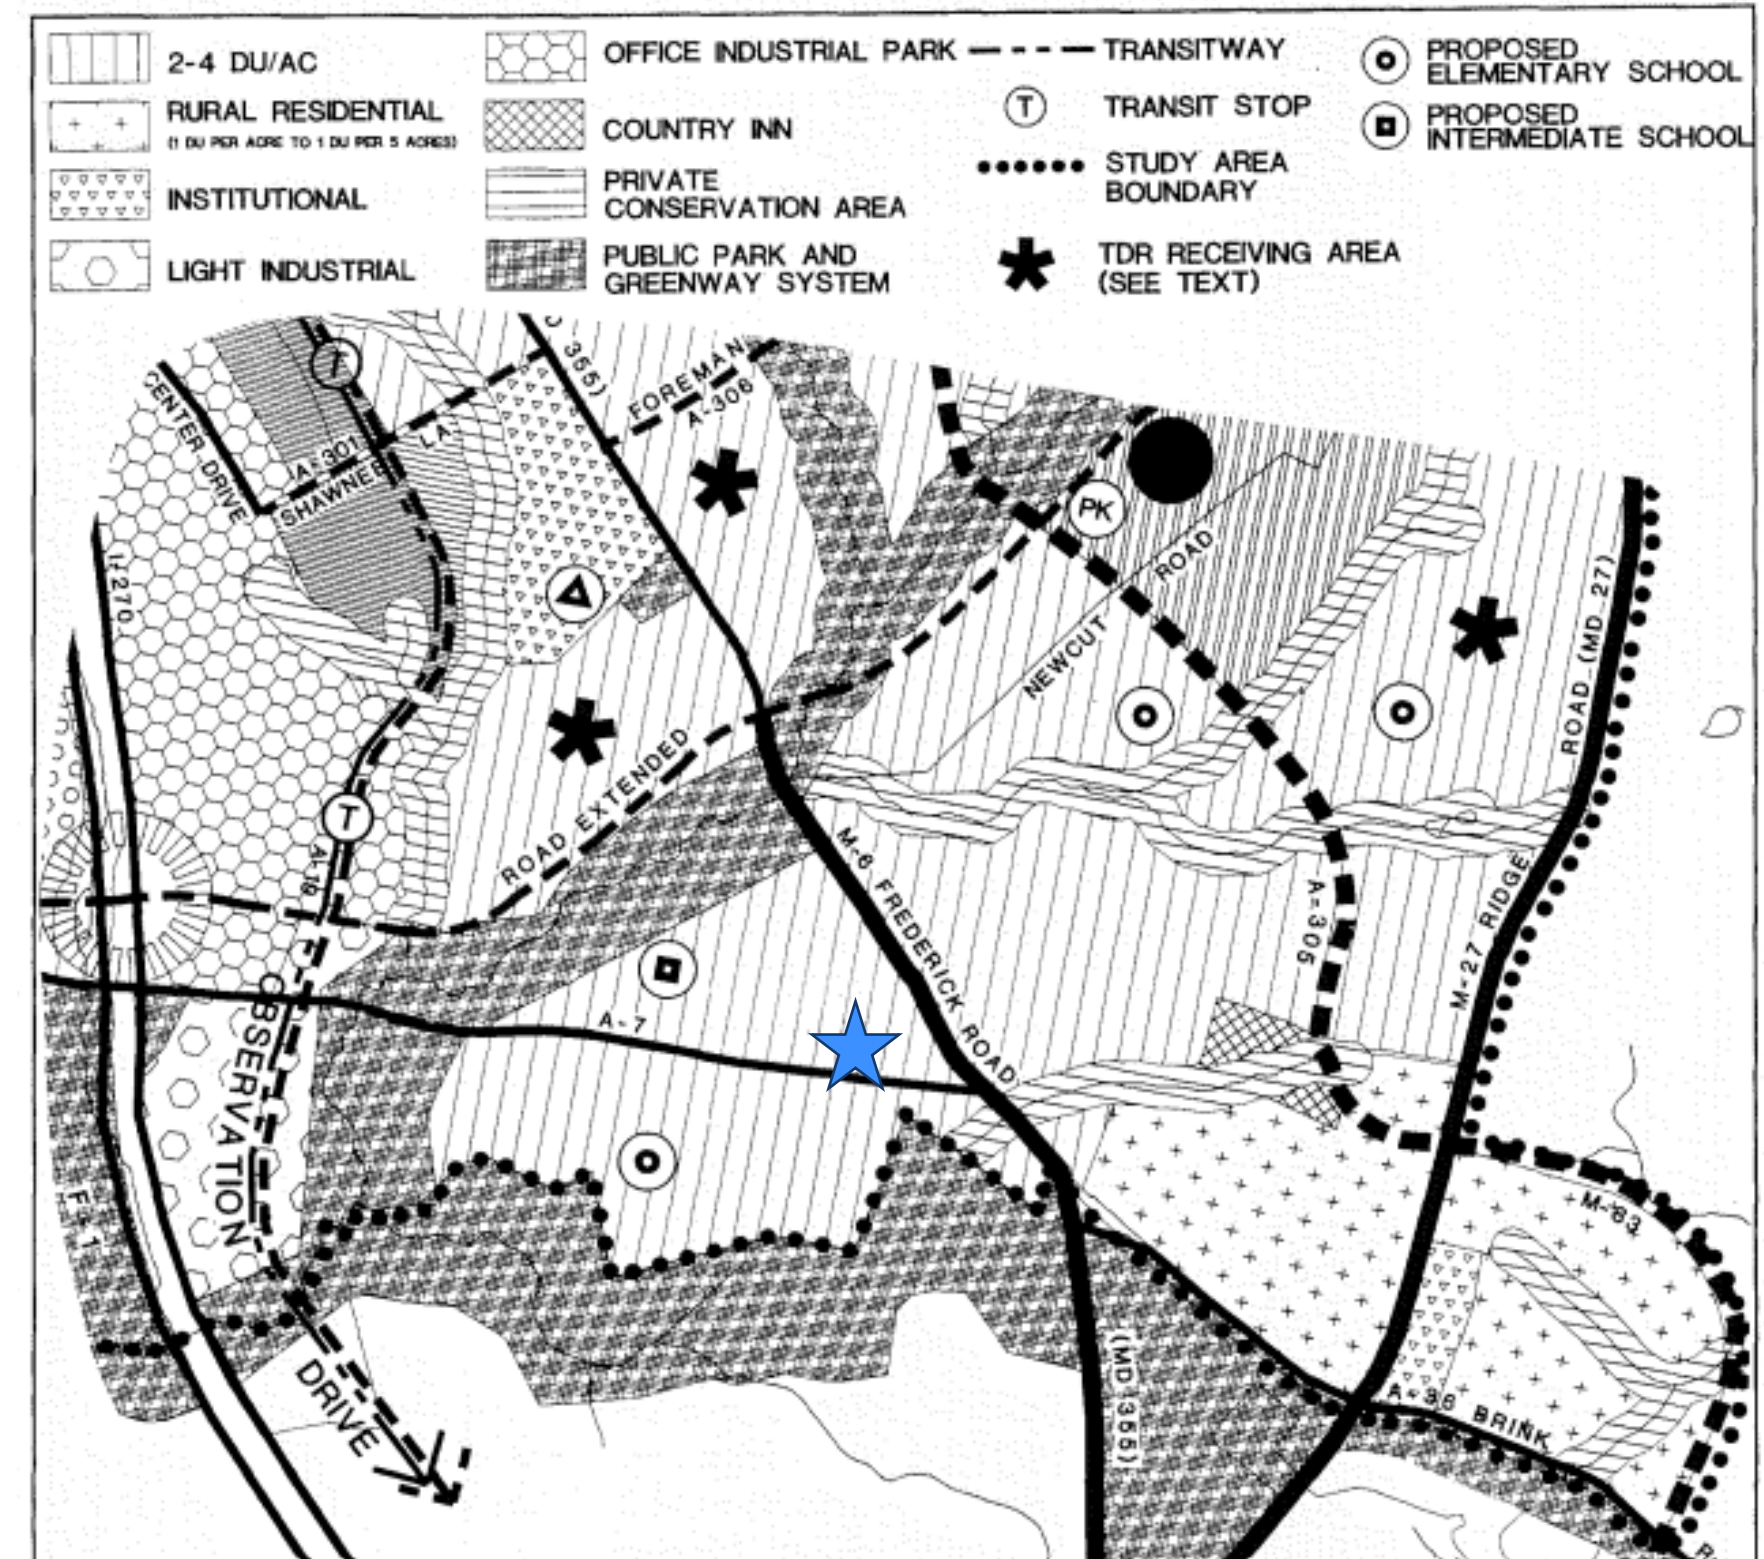 2-4 DU/AC
RURAL RESIDENTIAL
(1 DU PER ACRE TO 1 DU PER 5 ACRES)
INSTITUTIONAL
LIGHT INDUSTRIAL
OFFICE INDUSTRIAL PARK
COUNTRY INN
PRIVATE
CONSERVATION AREA
PUBLIC PARK AND
GREENWAY SYSTEM
TRANSITWAY
T
TRANSIT STOP
STUDY AREA
BOUNDARY
TDR RECEIVING AREA
(SEE TEXT)
PROPOSED
ELEMENTARY SCHOOL
PROPOSED
INTERMEDIATE SCHOOL
T
355)
FOREMAN
A-306
CENTER DRIVE
A-301
SHAWNEE
LA.
I-270
PK
NEWCUT ROAD
ROAD (MD 27)
ROAD EXTENDED
T
A-19
M-6 FREDERICK ROAD
A-305
M-27 RIDGE
A-7
OBSERVATION
DRIVE
F-1
M-83
(MD 355)
A-36 BRINK